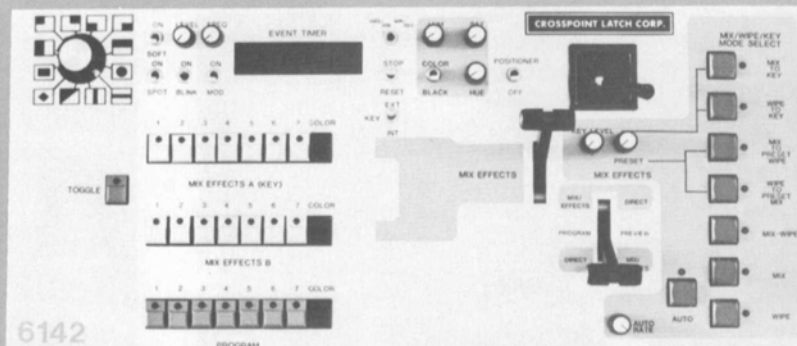 ON LEVEL FREQ
SOFT
ON ON ON
SPOT BLINK MOD
EVENT TIMER
STOP
RESET
EXT
KEY
INT
COLOR
BLACK HUE
POSITIONER
OFF
CROSSPOINT LATCH CORP.
MIX/WIPE/KEY
MODE SELECT
MIX
TO
KEY
WIPE
TO
KEY
MIX
TO
PRESET
WIPE
WIPE
TO
PRESET
MIX
MIX-WIPE
MIX
WIPE
KEY LEVEL
PRESET
MIX EFFECTS
MIX EFFECTS
MIX/
EFFECTS
DIRECT
PROGRAM
PREVIEW
DIRECT
MIX/
AUTO
AUTO
RATE
TOGGLE
1 2 3 4 5 6 7 COLOR
MIX EFFECTS A (KEY)
1 2 3 4 5 6 7 COLOR
MIX EFFECTS B
1 2 3 4 5 6 7 COLOR
PROGRAM
6142